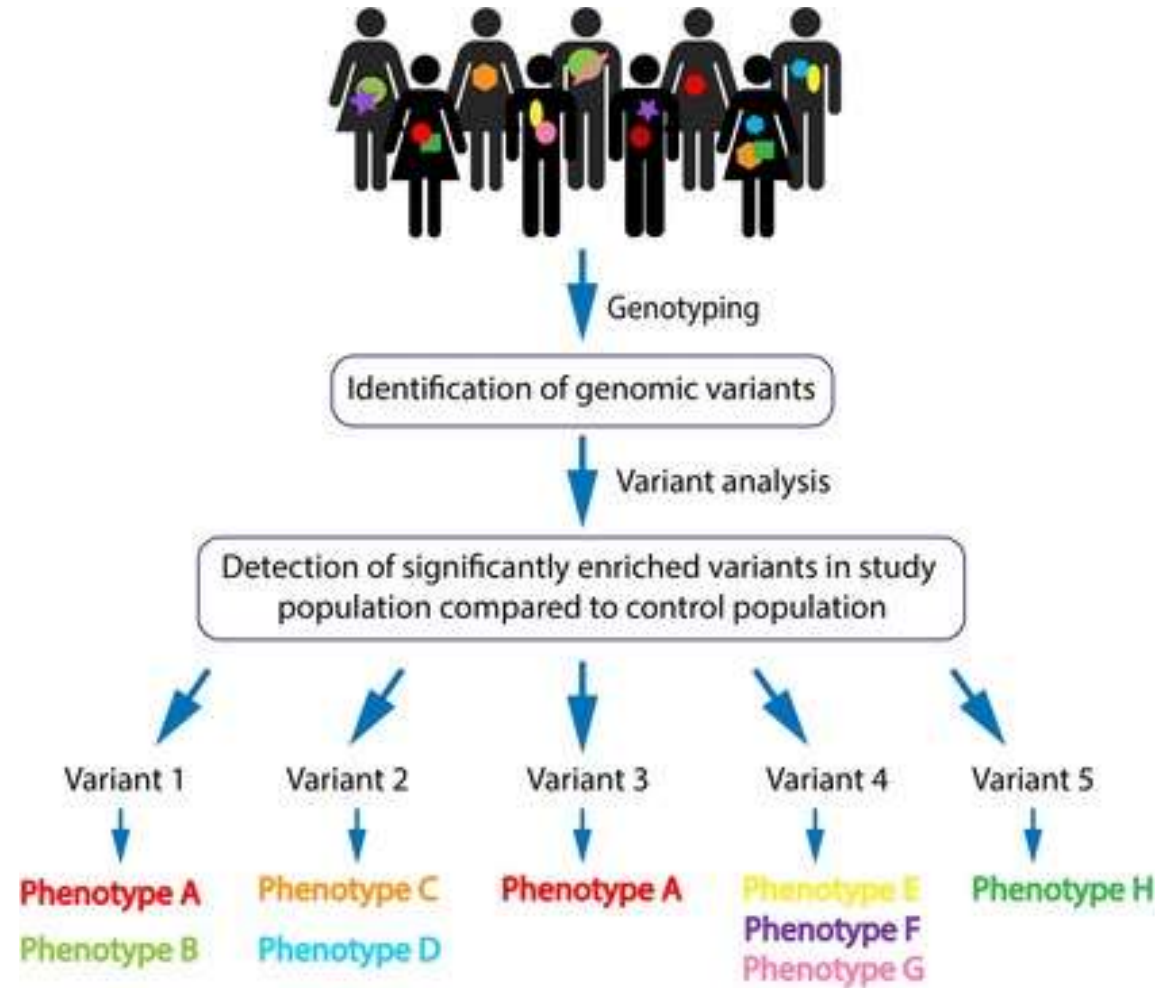 Genotyping
Identification of genomic variants
Variant analysis
Detection of significantly enriched variants in study
population compared to control population
Variant 1
Variant 2
Variant 3
Variant 4
Variant 5
Phenotype A
Phenotype B
Phenotype C
Phenotype D
Phenotype A
Phenotype E
Phenotype F
Phenotype G
Phenotype H